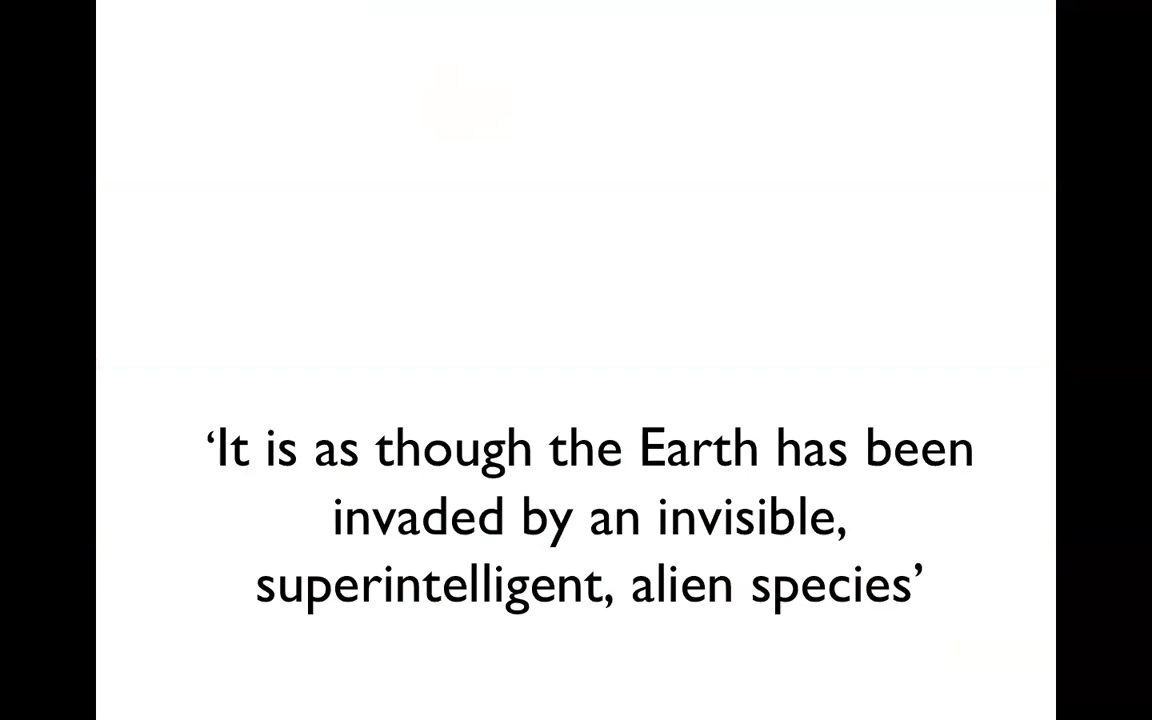 ‘It is as though the Earth has been
invaded by an invisible,
superintelligent, alien species’